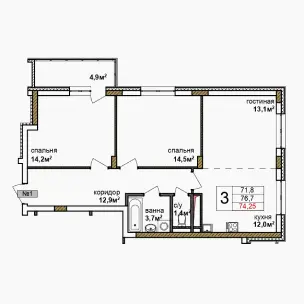 4,9м²
гостиная
13,1м²
спальня
14,2м²
спальня
14,5м²
№1
коридор
12,9м²
ванна
3,7м²
с/у
1,4м²
3
71,8
76,7
74,25
кухня
12,0м²